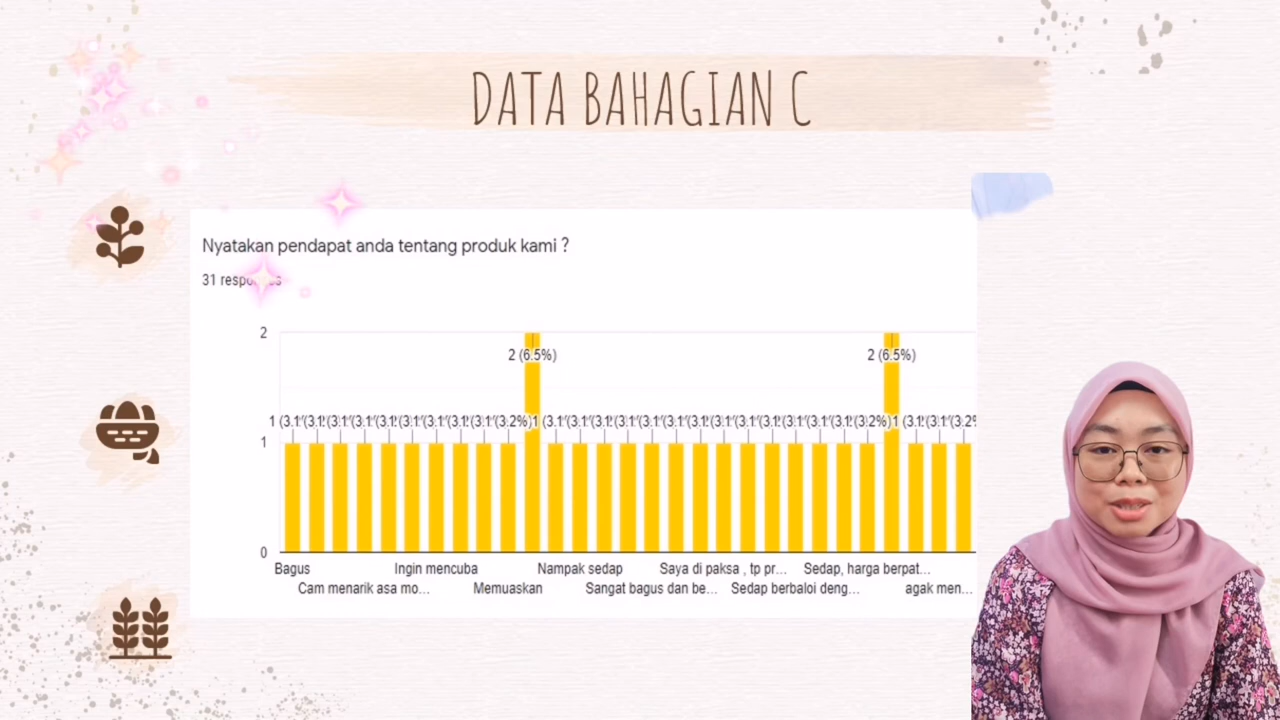 DATA BAHAGIAN C
Nyatakan pendapat anda tentang produk kami ?
31
2
2 (6.5%) 2 (6.5%)
1
0
Bagus Ingin mencuba Nampak sedap Saya di paksa , tp pr... Sedap, harga berpat...
Cam menarik asa mo... Memuaskan Sangat bagus dan be... Sedap berbaloi deng... agak men...